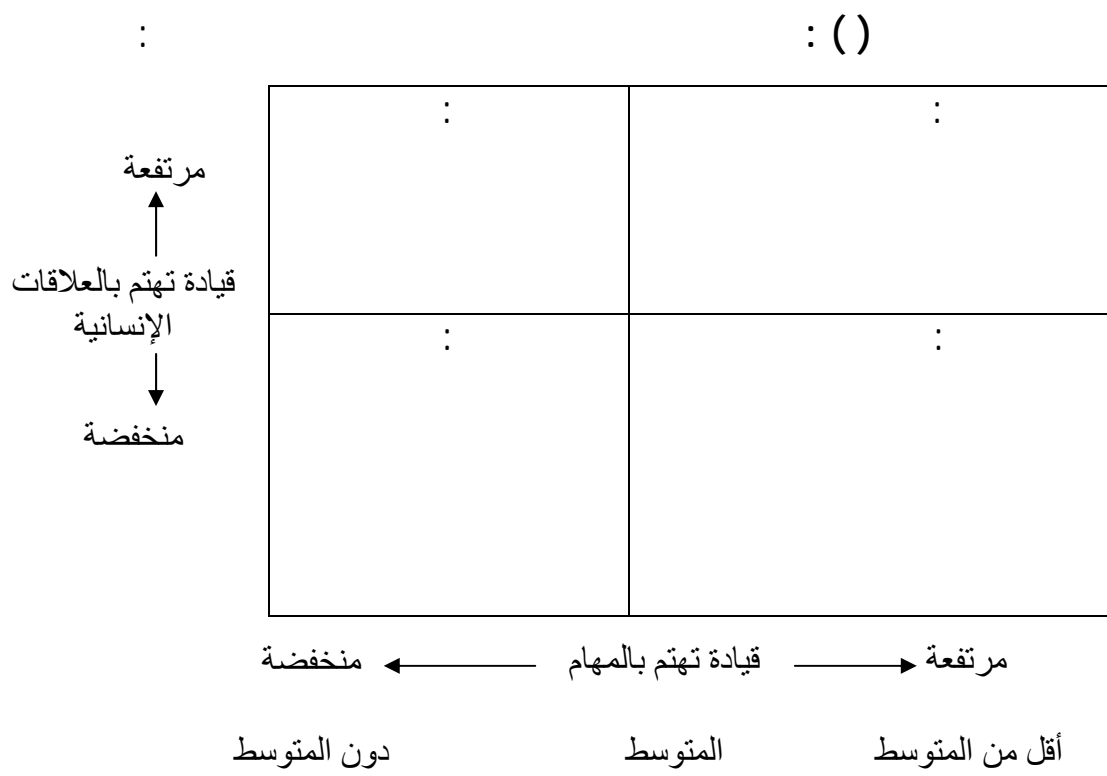 : ( )
:
:
:
مرتفعة
قيادة تهتم بالعلاقات
الإنسانية
منخفضة
:
:
مرتفعة
قيادة تهتم بالمهام
منخفضة
أقل من المتوسط
المتوسط
دون المتوسط